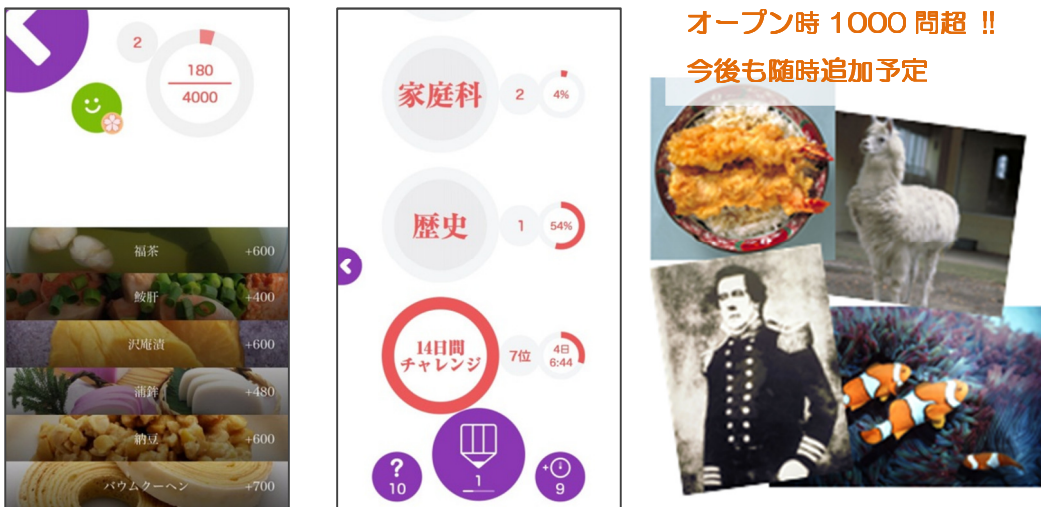 2
180
4000
福茶 +600
鮟肝 +400
沢庵漬 +600
蒲鉾 +480
納豆 +600
バウムクーヘン +700
家庭科 2 4%
歴史 1 54%
14日間
チャレンジ
7位
4日
6:44
?
10
1
+
9
オープン時 1000 問超 !!
今後も随時追加予定